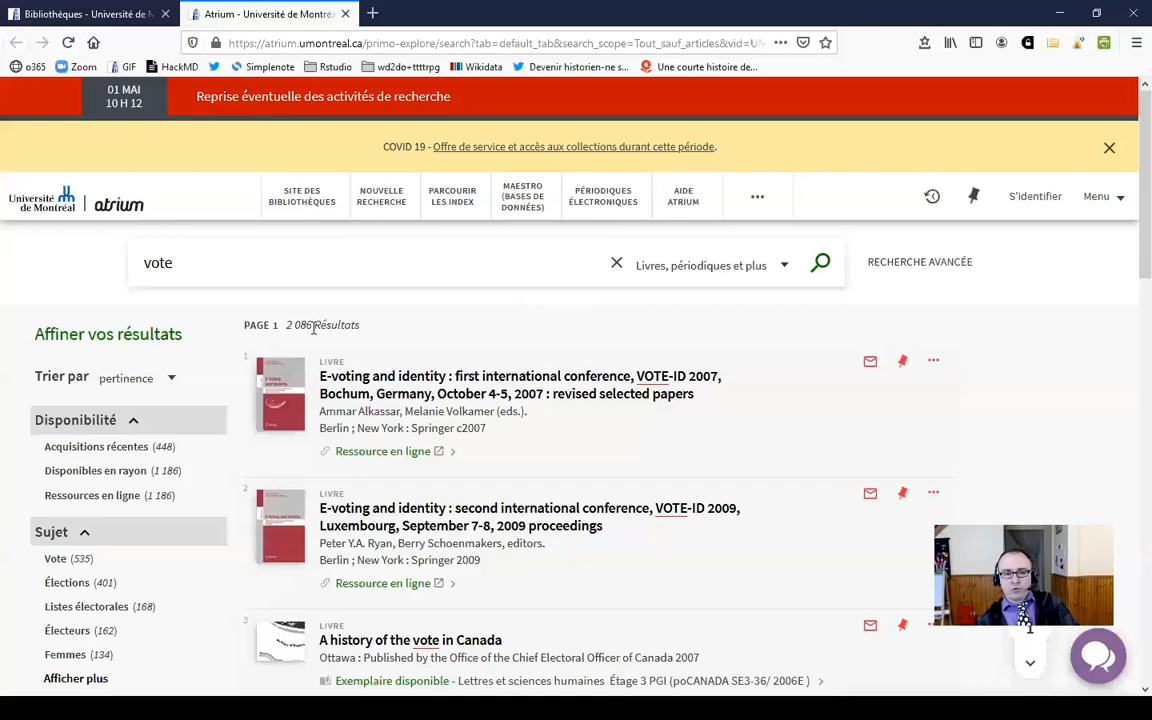 Bibliothèques - Université de N
Atrium - Université de Montréa
https://atrium.umontreal.ca/primo-explore/search?tab=default_tab&search_scope=Tout_sauf_articles&vid=UM
o365 Zoom GIF HackMD Simplenote Rstudio wd2do+ttttrpg Wikidata Devenir historien-ne s... Une courte histoire de...
01 MAI
10 H 12
Reprise éventuelle des activités de recherche
COVID 19 - Offre de service et accès aux collections durant cette période.
Université de Montréal atrium
SITE DES BIBLIOTHÈQUES
NOUVELLE RECHERCHE
PARCOURIR LES INDEX
MAESTRO (BASES DE DONNÉES)
PÉRIODIQUES ÉLECTRONIQUES
AIDE ATRIUM
S'identifier Menu
vote
Livres, périodiques et plus
RECHERCHE AVANCÉE
Affiner vos résultats
Trier par pertinence
Disponibilité
Acquisitions récentes (448)
Disponibles en rayon (1 186)
Ressources en ligne (1 186)
Sujet
Vote (535)
Élections (401)
Listes électorales (168)
Électeurs (162)
Femmes (134)
Afficher plus
PAGE 1 2 086 Résultats
1
LIVRE
E-voting and identity : first international conference, VOTE-ID 2007,
Bochum, Germany, October 4-5, 2007 : revised selected papers
Ammar Alkassar, Melanie Volkamer (eds.).
Berlin ; New York : Springer c2007
Ressource en ligne
2
LIVRE
E-voting and identity : second international conference, VOTE-ID 2009,
Luxembourg, September 7-8, 2009 proceedings
Peter Y.A. Ryan, Berry Schoenmakers, editors.
Berlin ; New York : Springer 2009
Ressource en ligne
3
LIVRE
A history of the vote in Canada
Ottawa : Published by the Office of the Chief Electoral Officer of Canada 2007
Exemplaire disponible - Lettres et sciences humaines Étage 3 PGI (poCANADA SE3-36/ 2006E )
1